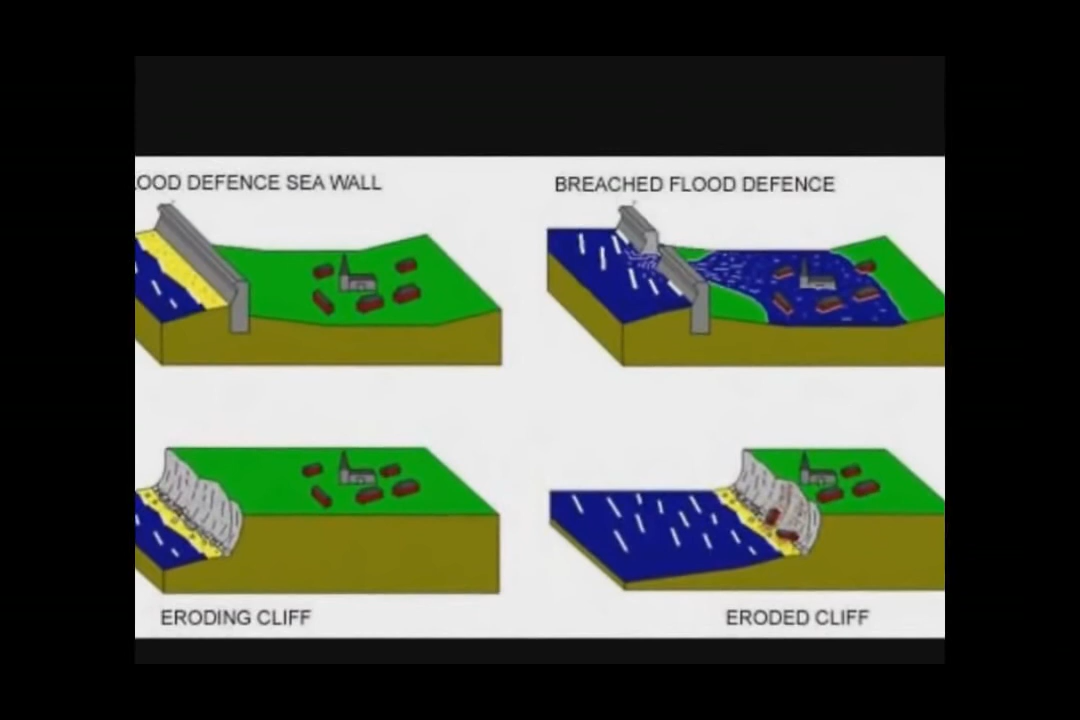 OOD DEFENCE SEA WALL
BREACHED FLOOD DEFENCE
ERODING CLIFF
ERODED CLIFF